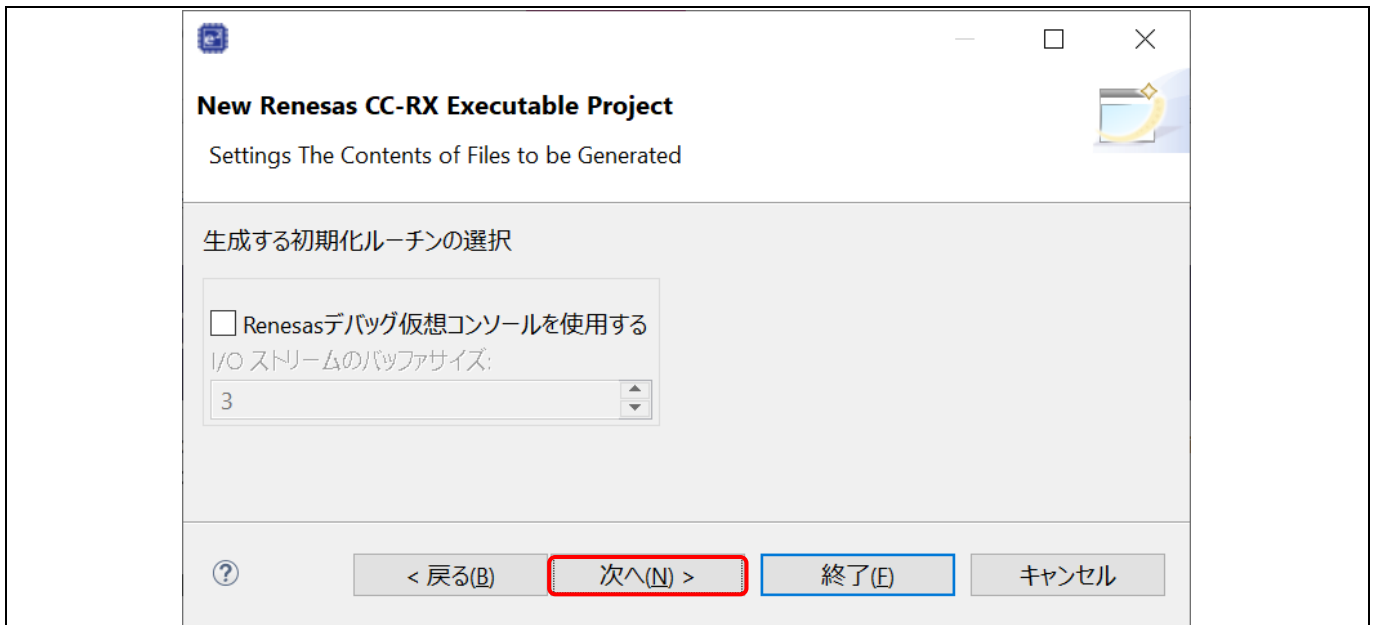 New Renesas CC-RX Executable Project
Settings The Contents of Files to be Generated
生成する初期化ルーチンの選択
Renesasデバッグ仮想コンソールを使用する
I/O ストリームのバッファサイズ:
3
< 戻る(B) 次へ(N) > 終了(F) キャンセル